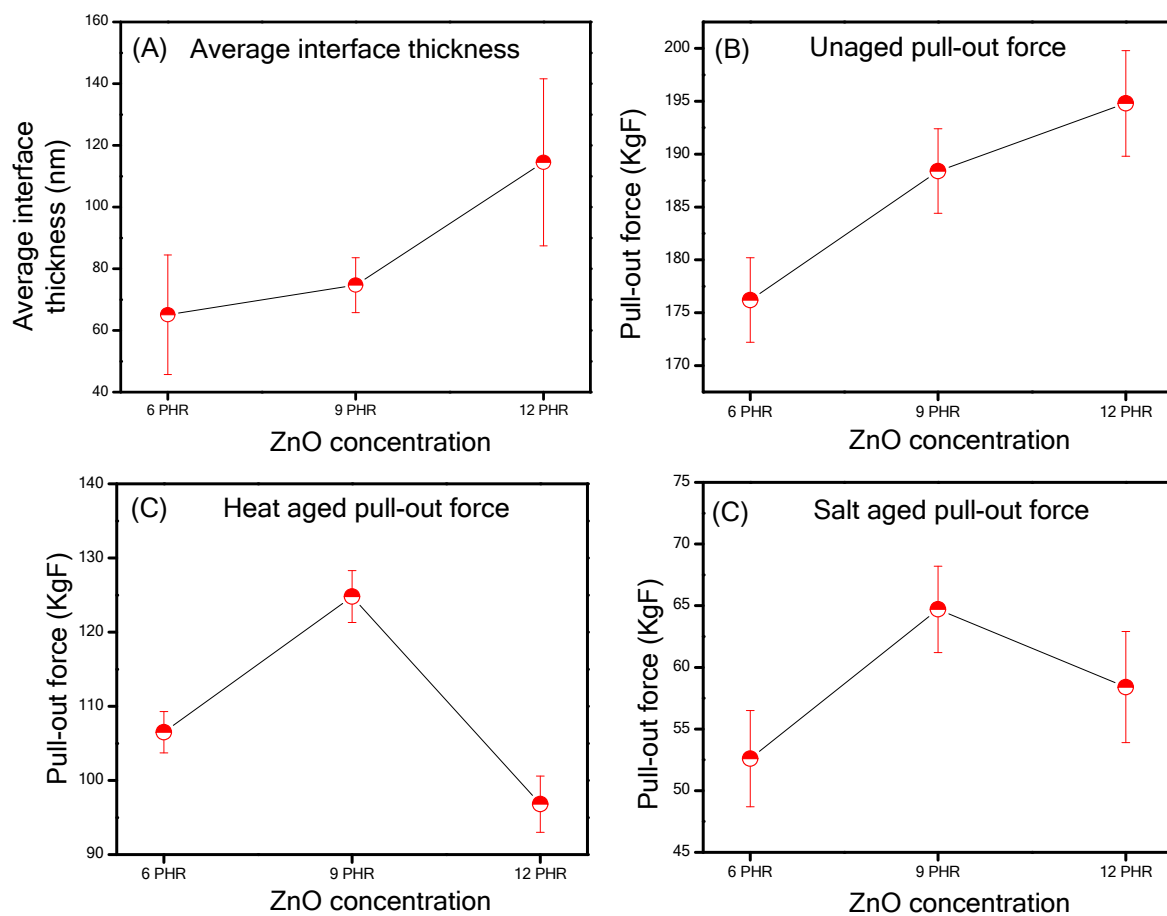 (A) Average interface thickness
Average interface
thickness (nm)
160
140
120
100
80
60
40
6 PHR 9 PHR 12 PHR
ZnO concentration
(B) Unaged pull-out force
Pull-out force (KgF)
200
195
190
185
180
175
170
6 PHR 9 PHR 12 PHR
ZnO concentration
(C) Heat aged pull-out force
Pull-out force (KgF)
140
130
120
110
100
90
6 PHR 9 PHR 12 PHR
ZnO concentration
(C) Salt aged pull-out force
Pull-out force (KgF)
75
70
65
60
55
50
45
6 PHR 9 PHR 12 PHR
ZnO concentration